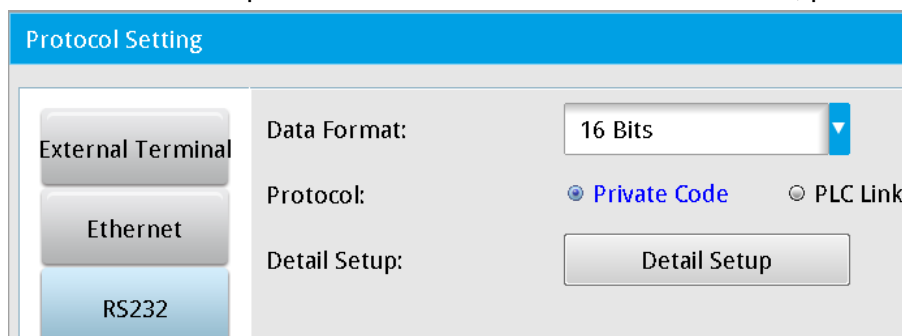 Protocol Setting
External Terminal
Ethernet
RS232
Data Format:
16 Bits
Protocol:
Private Code
PLC Link
Detail Setup:
Detail Setup